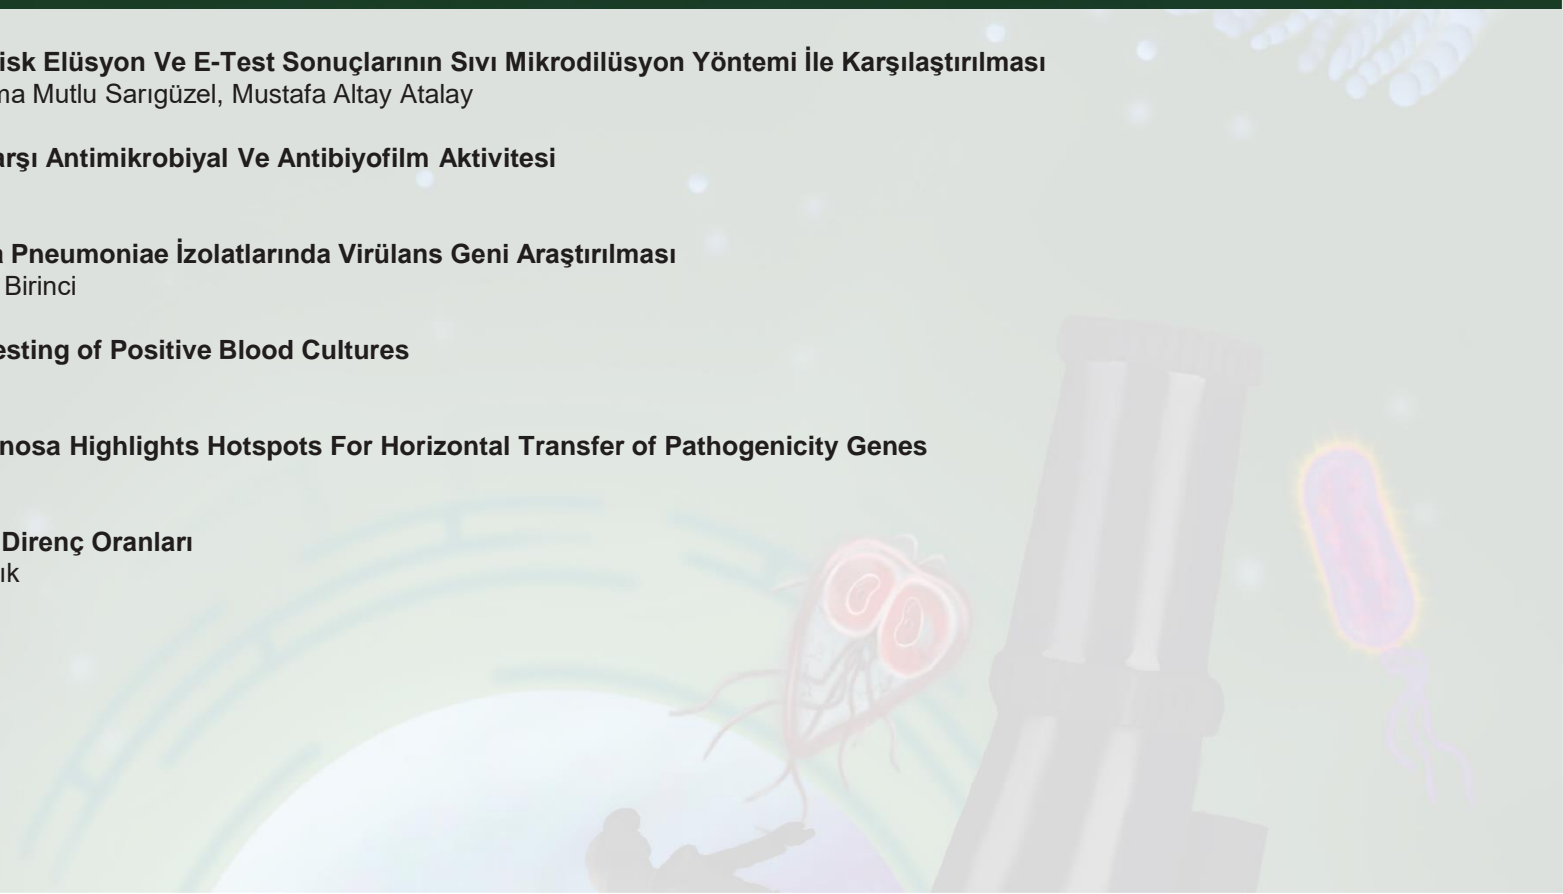 isk Elüsyon Ve E-Test Sonuçlarının Sıvı Mikrodilüsyon Yöntemi İle Karşılaştırılması
ma Mutlu Sarıgüzel, Mustafa Altay Atalay
arşı Antimikrobiyal Ve Antibiyofilm Aktivitesi
a Pneumoniae İzolatlarında Virülans Geni Araştırılması
Birinci
esting of Positive Blood Cultures
nosa Highlights Hotspots For Horizontal Transfer of Pathogenicity Genes
Direnç Oranları
ık